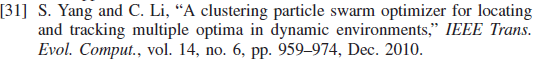 [31] S. Yang and C. Li, “A clustering particle swarm optimizer for locating
and tracking multiple optima in dynamic environments,” IEEE Trans.
Evol. Comput., vol. 14, no. 6, pp. 959–974, Dec. 2010.